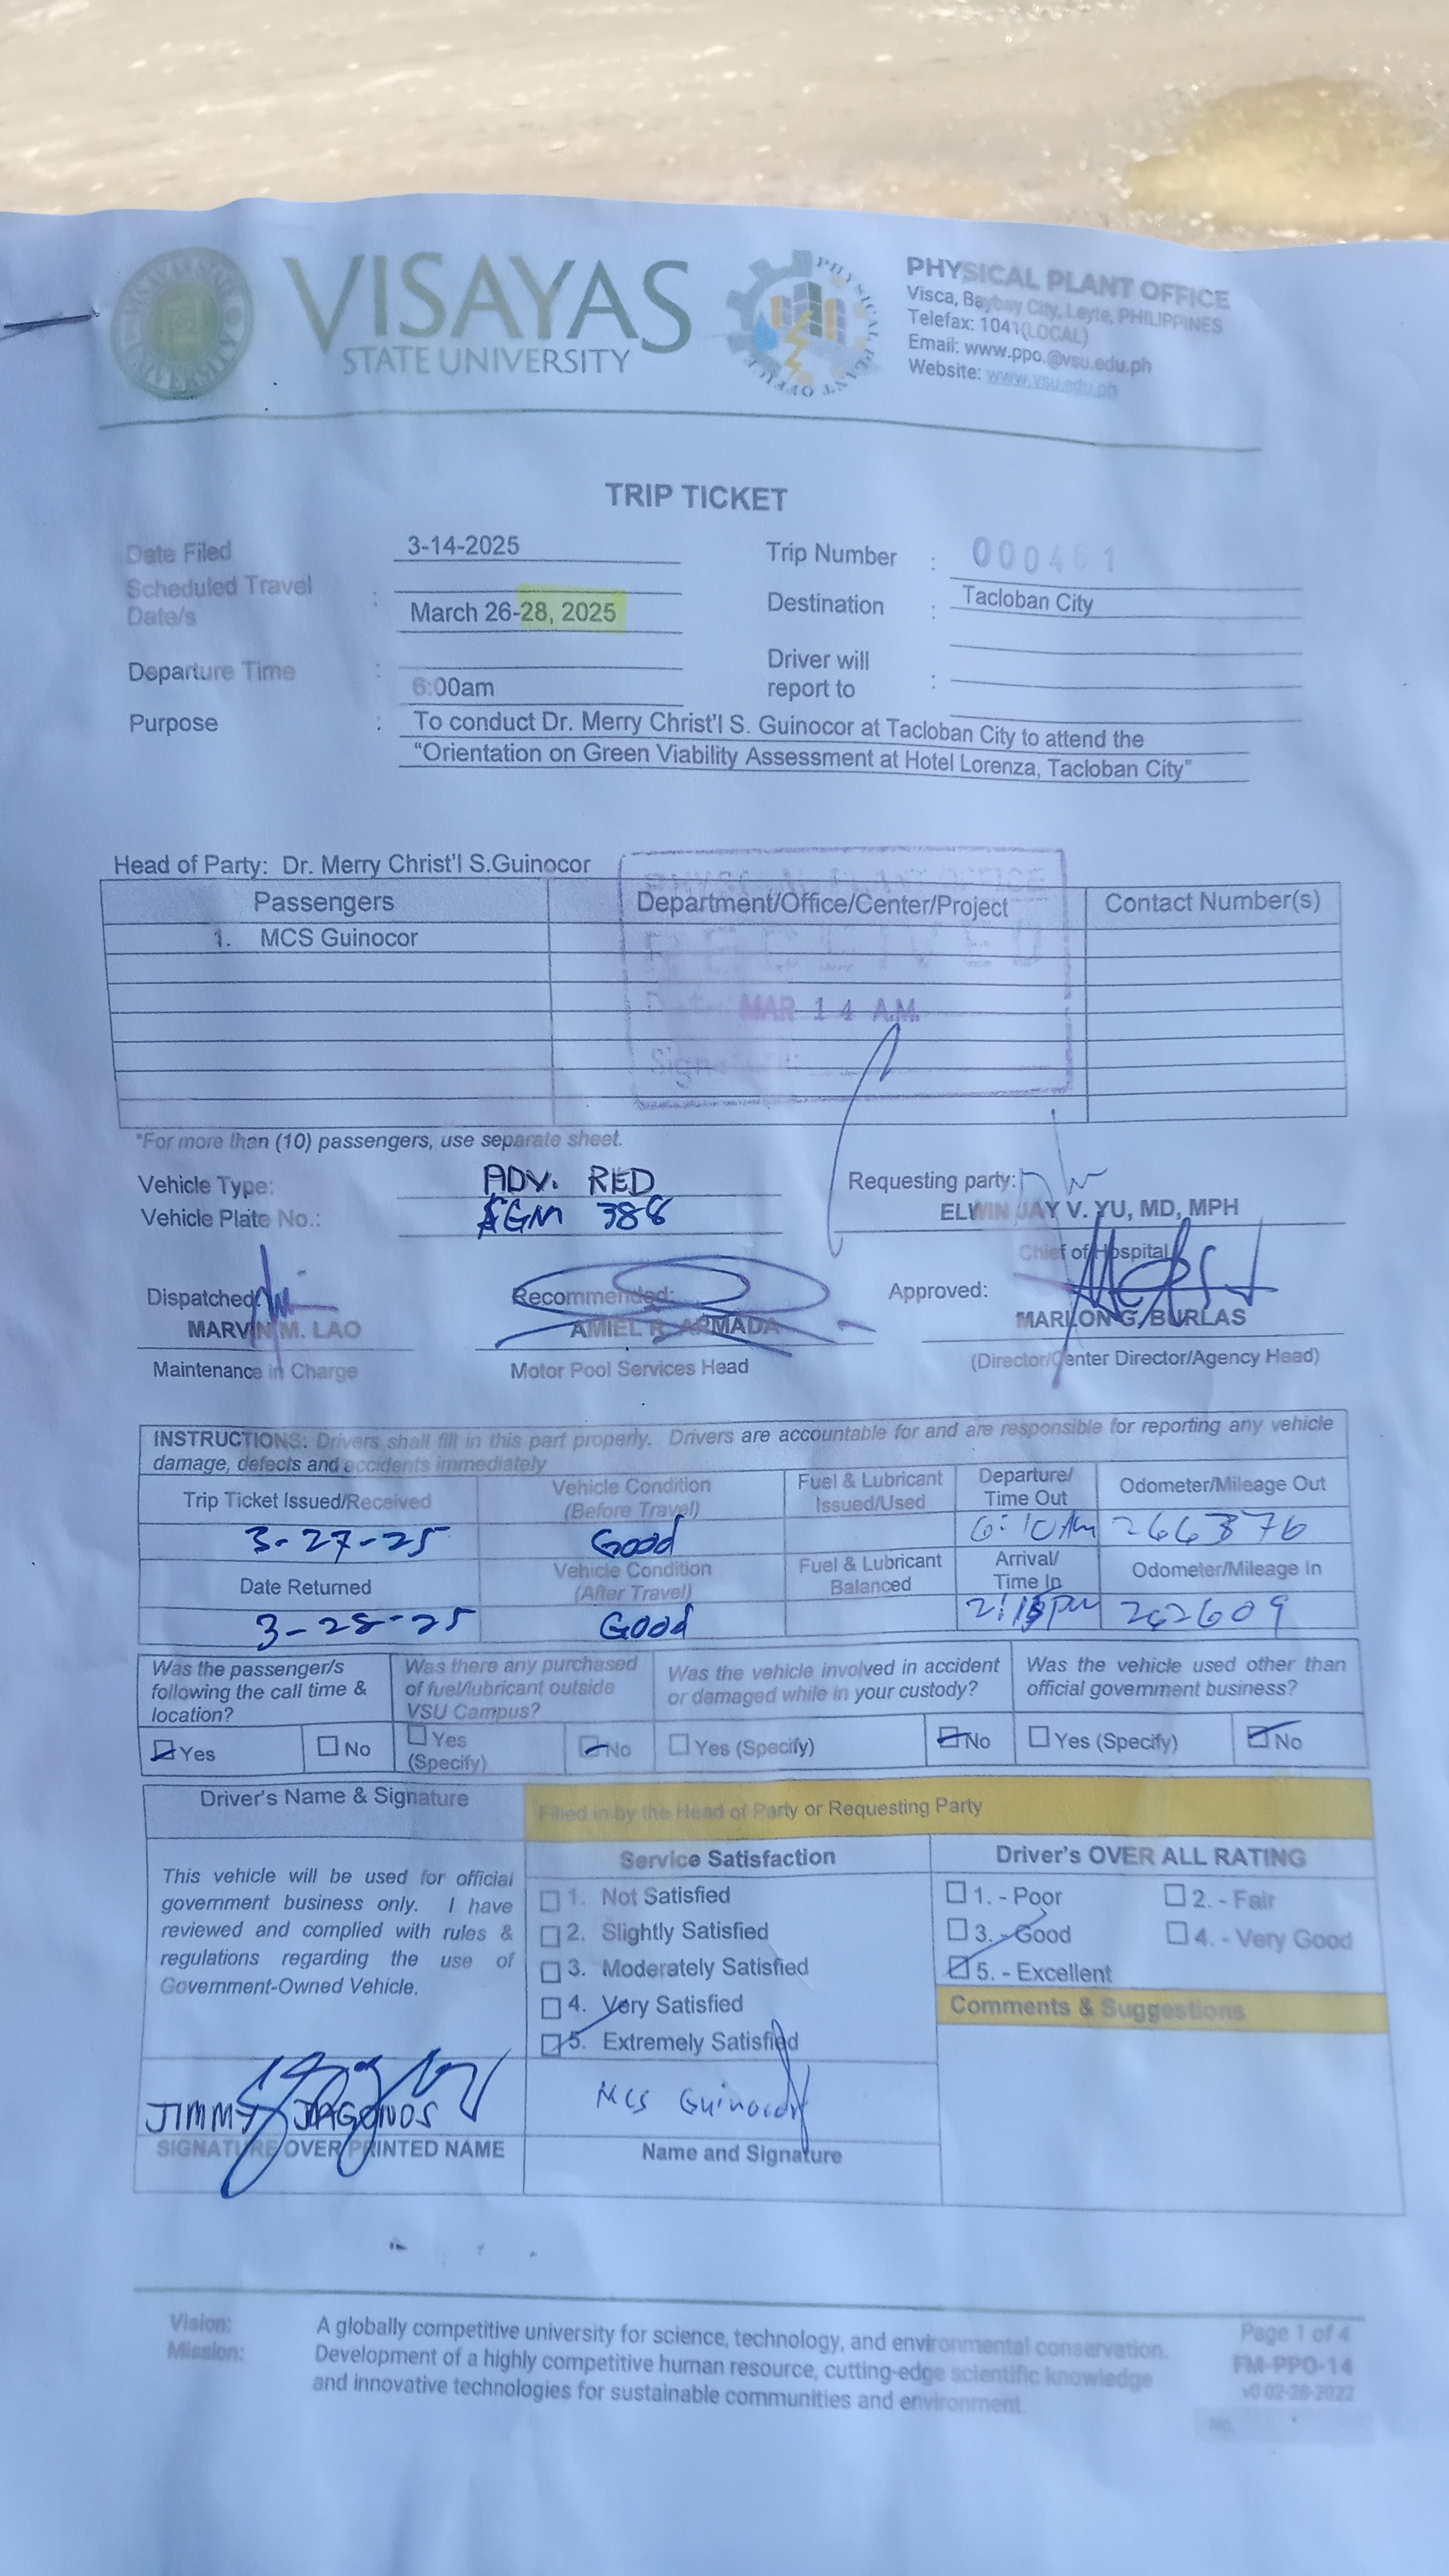 VISAYAS
STATE UNIVERSITY
PHYSICAL PLANT OFFICE
PHYSICAL PLANT OFFICE
Visca, Baybay City, Leyte, PHILIPPINES
Telefax: 1041(LOCAL)
Email: www.ppo.@vsu.edu.ph
Website: www.vsu.edu.ph
TRIP TICKET
Date Filed 3-14-2025 Trip Number : 000461
Scheduled Travel Date/s : March 26-28, 2025 Destination : Tacloban City
Departure Time : 6:00am Driver will report to :
Purpose : To conduct Dr. Merry Christ'l S. Guinocor at Tacloban City to attend the
"Orientation on Green Viability Assessment at Hotel Lorenza, Tacloban City"
Head of Party: Dr. Merry Christ'l S.Guinocor
Passengers Department/Office/Center/Project Contact Number(s)
1. MCS Guinocor
MAR 14 A.M.
*For more than (10) passengers, use separate sheet.
Vehicle Type: ADV. RED Requesting party:
Vehicle Plate No.: 388 ELWIN JAY V. YU, MD, MPH
Chief of Hospital
Dispatched: Recommended: Approved:
MARVIN M. LAO AMIEL R. ARMADA MARLON G. BURLAS
Maintenance in Charge Motor Pool Services Head (Director/Center Director/Agency Head)
INSTRUCTIONS: Drivers shall fill in this part properly. Drivers are accountable for and are responsible for reporting any vehicle
damage, defects and accidents immediately
Trip Ticket Issued/Received Vehicle Condition (Before Travel) Fuel & Lubricant Issued/Used Departure/ Time Out Odometer/Mileage Out
3-27-25 Good 6:10 Am
Date Returned Vehicle Condition (After Travel) Fuel & Lubricant Balanced Arrival/ Time In Odometer/Mileage In
3-28-25 Good 262609
Was the passenger/s following the call time & location? Was there any purchased of fuel/lubricant outside VSU Campus? Was the vehicle involved in accident or damaged while in your custody? Was the vehicle used other than official government business?
Yes No Yes (Specify) No Yes (Specify) No Yes (Specify) No
Driver's Name & Signature Filled in by the Head of Party or Requesting Party
Service Satisfaction Driver's OVER ALL RATING
This vehicle will be used for official
government business only. I have
reviewed and complied with rules &
regulations regarding the use of
Government-Owned Vehicle.
1. Not Satisfied
2. Slightly Satisfied
3. Moderately Satisfied
4. Very Satisfied
5. Extremely Satisfied
1. - Poor 2. - Fair
3. - Good 4. - Very Good
5. - Excellent
Comments & Suggestions
JIMMY JAGONOS MCS Guinocor
SIGNATURE OVER PRINTED NAME Name and Signature
Vision: A globally competitive university for science, technology, and environmental conservation.
Mission: Development of a highly competitive human resource, cutting-edge scientific knowledge
and innovative technologies for sustainable communities and environment.
Page 1 of 4
FM-PPO-14
v0 02-28-2022
No.